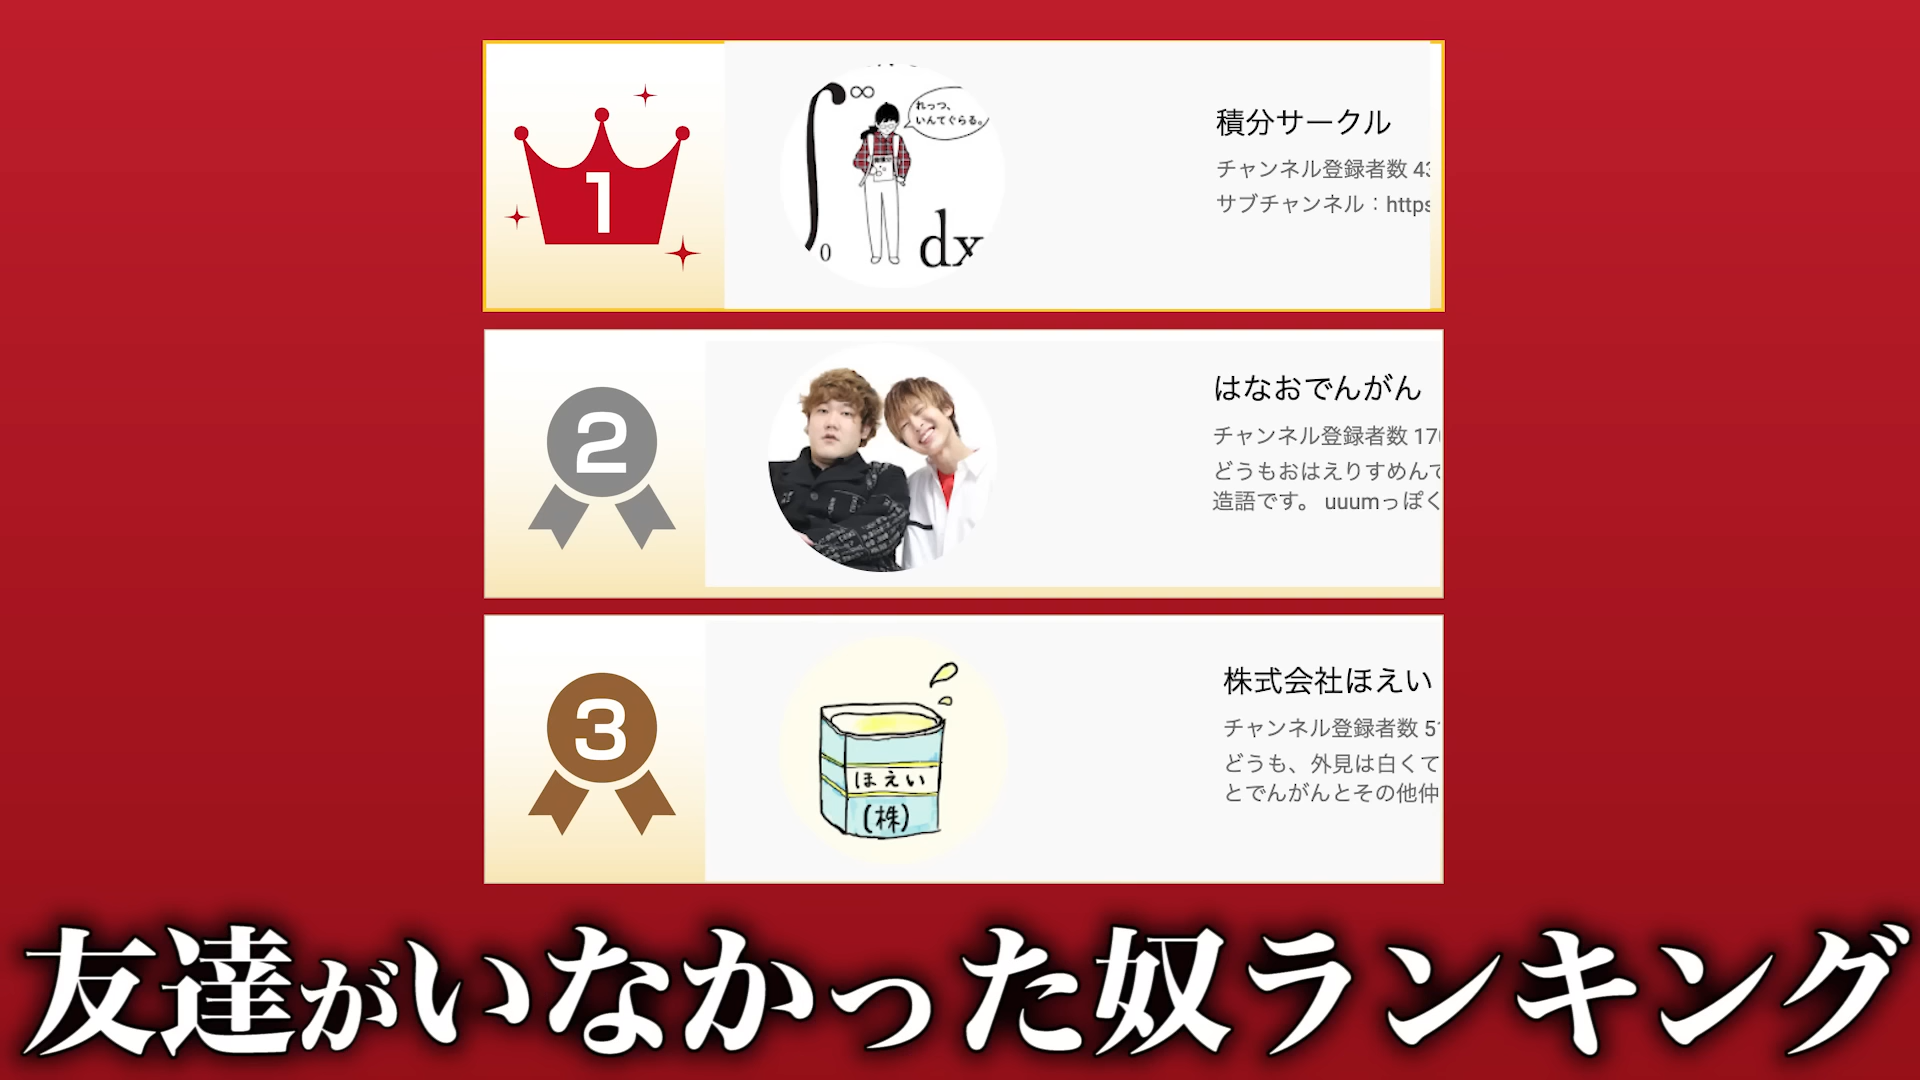 1
∞
れっつ、
いんてぐらる。
0
dx
積分サークル
チャンネル登録者数 43
サブチャンネル：https
2
はなおでんがん
チャンネル登録者数 17
どうもおはえりすめんて
造語です。 uuumっぽく
3
ほえい
(株)
株式会社ほえい
チャンネル登録者数 51
どうも、外見は白くて
とでんがんとその他仲
友達がいなかった奴ランキング